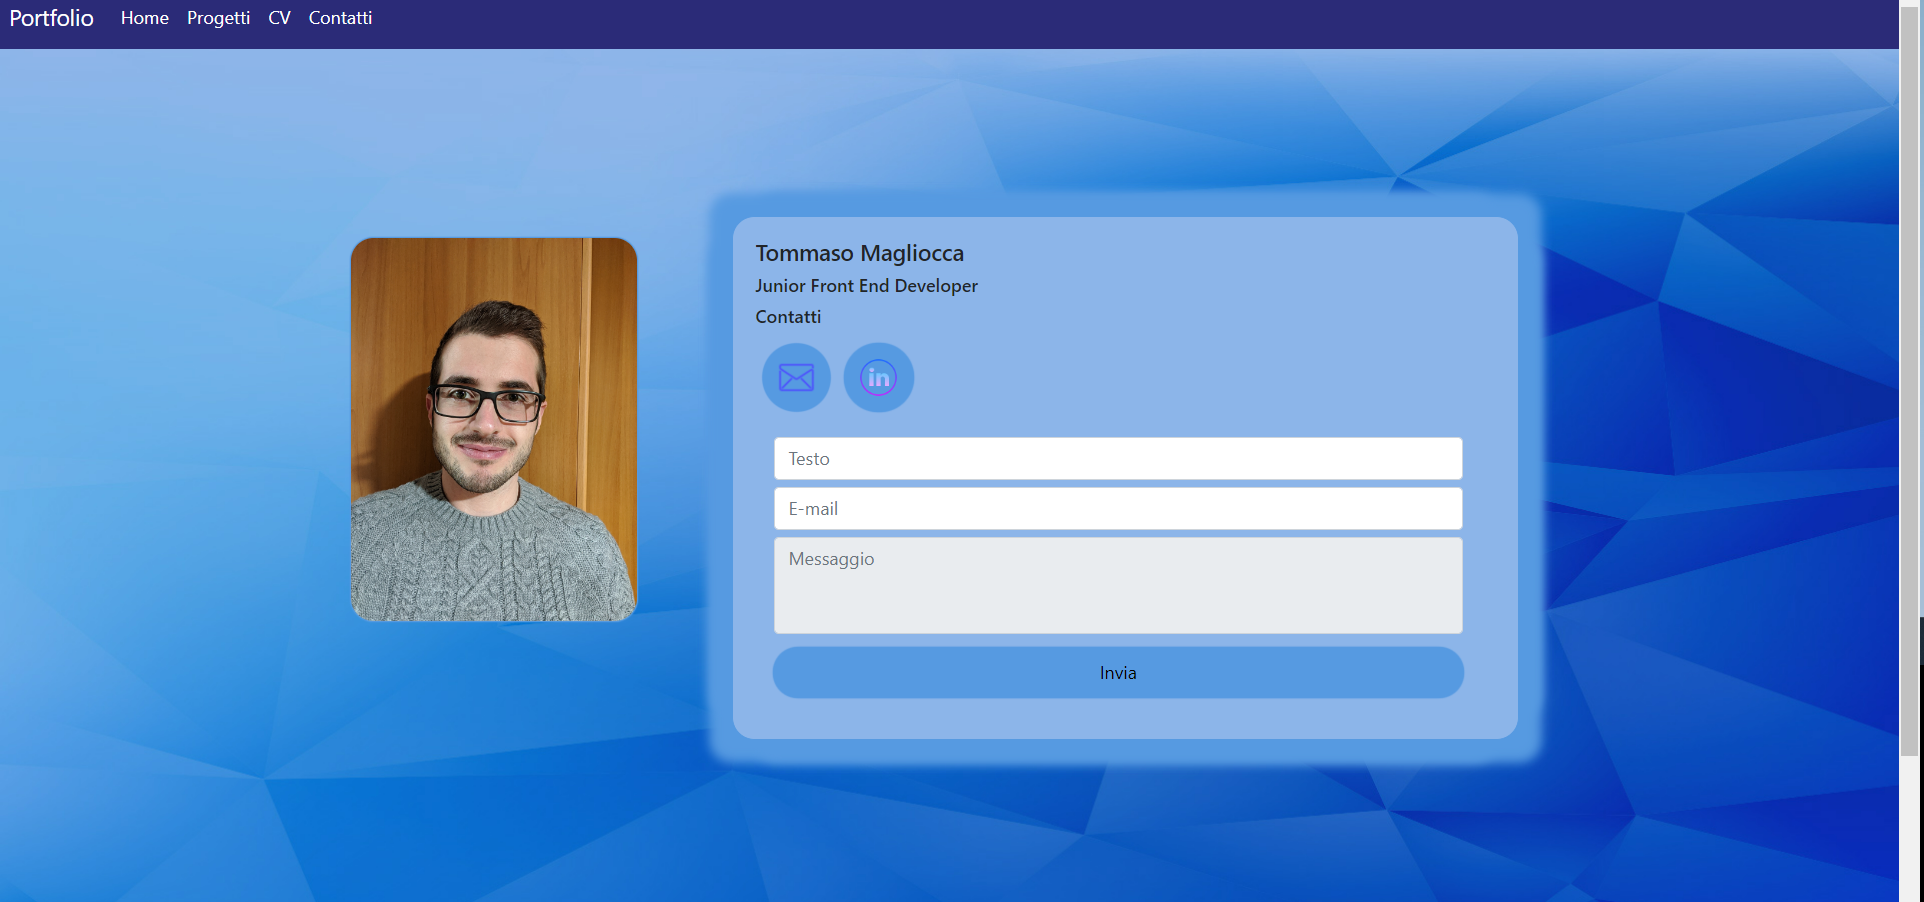 Portfolio Home Progetti CV Contatti
Tommaso Magliocca
Junior Front End Developer
Contatti
in
Testo
E-mail
Messaggio
Invia